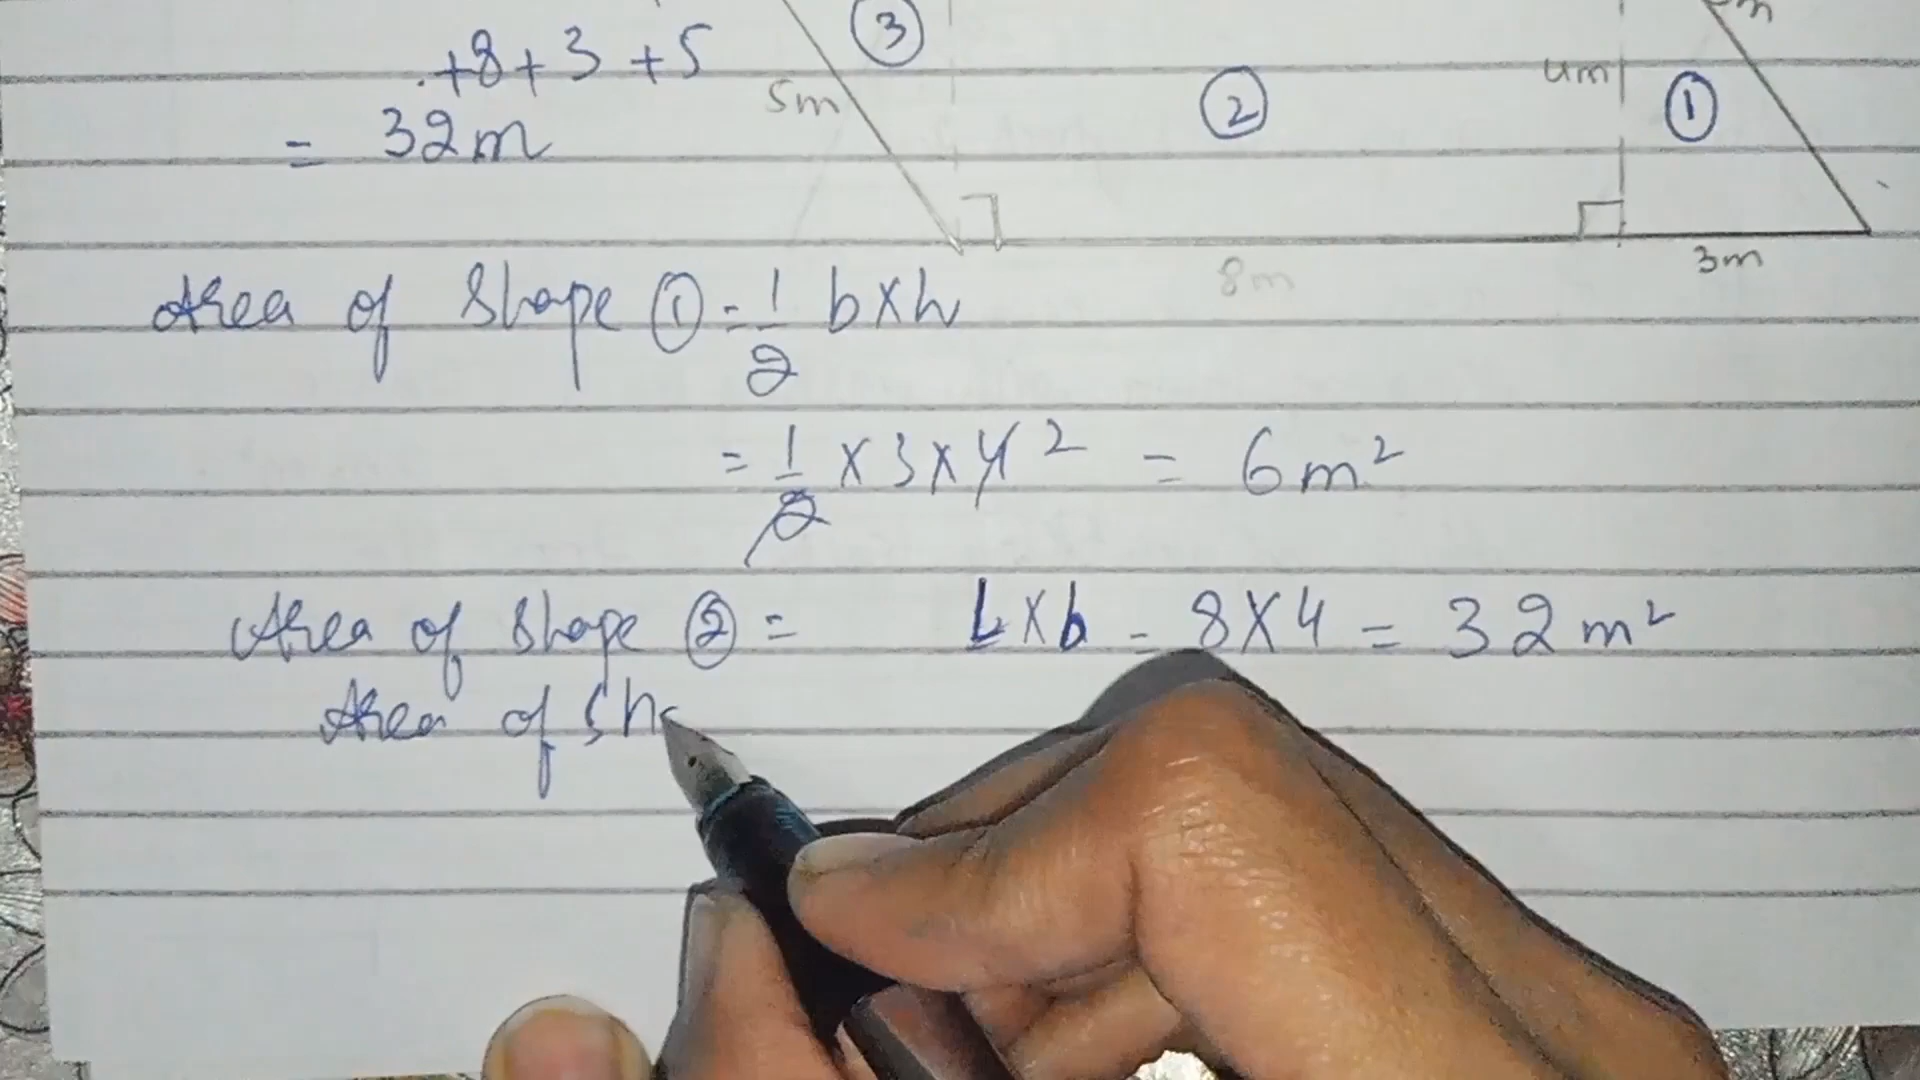 ③
+8+3+5
5m
②
4m
①
m
= 32m
8m
3m
Area of Shape ① = 1/2 b×h
= 1/2 × 3 × 4 2 = 6m²
Area of Shape ② = L×b = 8×4 = 32m²
Area of Sh